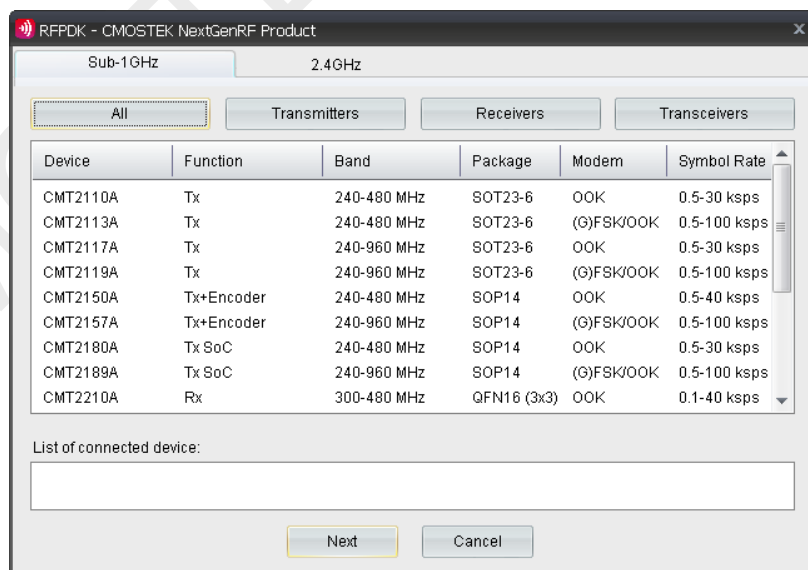 RFPDK - CMOSTEK NextGenRF Product x
Sub-1GHz 2.4GHz
All Transmitters Receivers Transceivers
Device Function Band Package Modem Symbol Rate
CMT2110A Tx 240-480 MHz SOT23-6 OOK 0.5-30 ksps
CMT2113A Tx 240-480 MHz SOT23-6 (G)FSK/OOK 0.5-100 ksps
CMT2117A Tx 240-960 MHz SOT23-6 OOK 0.5-30 ksps
CMT2119A Tx 240-960 MHz SOT23-6 (G)FSK/OOK 0.5-100 ksps
CMT2150A Tx+Encoder 240-480 MHz SOP14 OOK 0.5-40 ksps
CMT2157A Tx+Encoder 240-960 MHz SOP14 (G)FSK/OOK 0.5-100 ksps
CMT2180A Tx SoC 240-480 MHz SOP14 OOK 0.5-30 ksps
CMT2189A Tx SoC 240-960 MHz SOP14 (G)FSK/OOK 0.5-100 ksps
CMT2210A Rx 300-480 MHz QFN16 (3x3) OOK 0.1-40 ksps
List of connected device:
Next Cancel